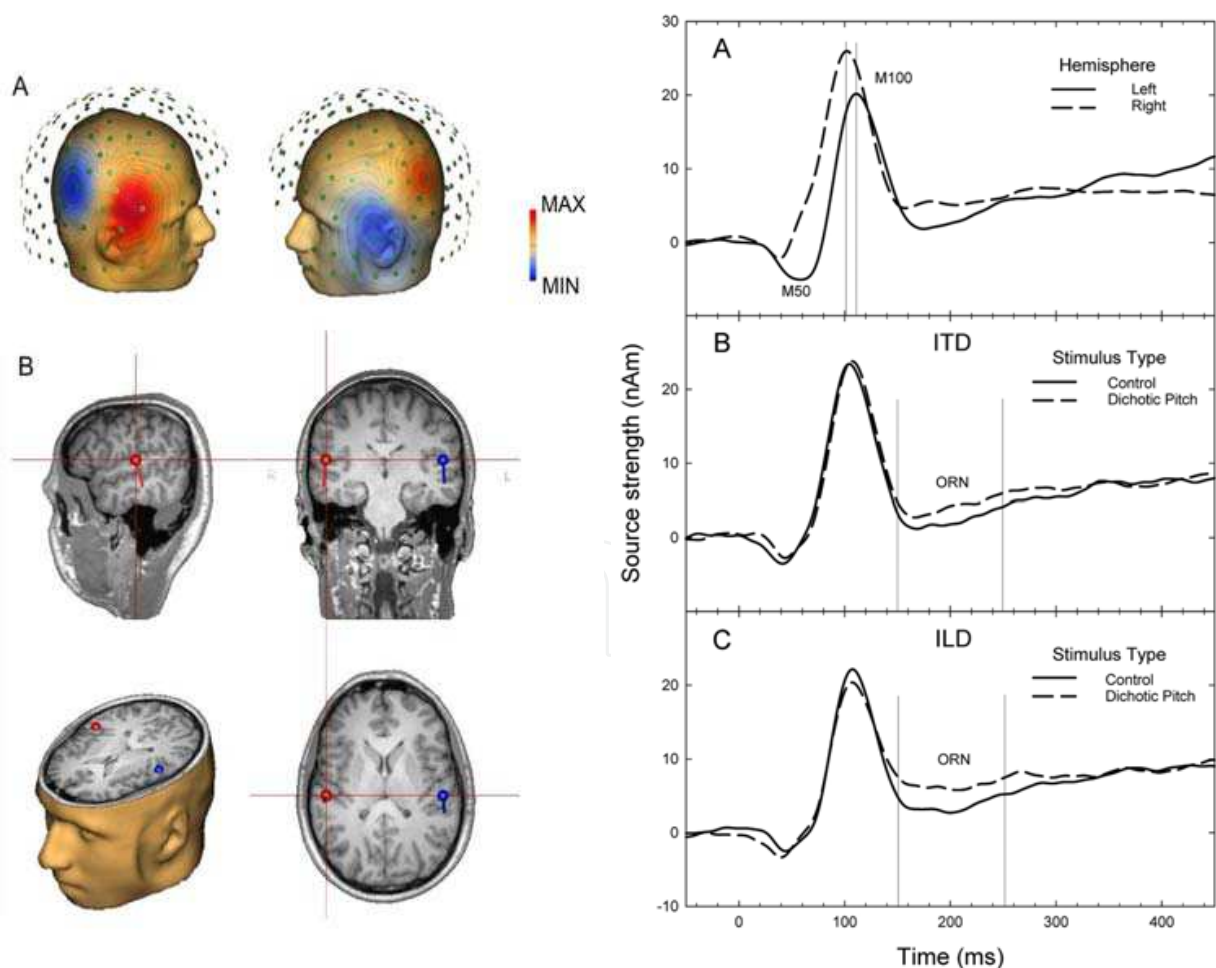 A
MAX
MIN
B
R
L
Source strength (nAm)
30
20
10
0
A
M100
M50
Hemisphere
Left
Right
20
10
0
B
ITD
Stimulus Type
Control
Dichotic Pitch
ORN
20
10
0
-10
C
ILD
Stimulus Type
Control
Dichotic Pitch
ORN
0
100
200
300
400
Time (ms)